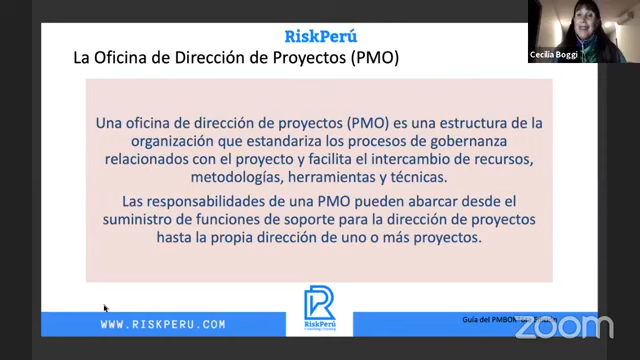 RiskPerú
La Oficina de Dirección de Proyectos (PMO)
Cecilia Boggi
Una oficina de dirección de proyectos (PMO) es una estructura de la
organización que estandariza los procesos de gobernanza
relacionados con el proyecto y facilita el intercambio de recursos,
metodologías, herramientas y técnicas.
Las responsabilidades de una PMO pueden abarcar desde el
suministro de funciones de soporte para la dirección de proyectos
hasta la propia dirección de uno o más proyectos.
WWW.RISKPERU.COM
RiskPerú
Guía del
zoom